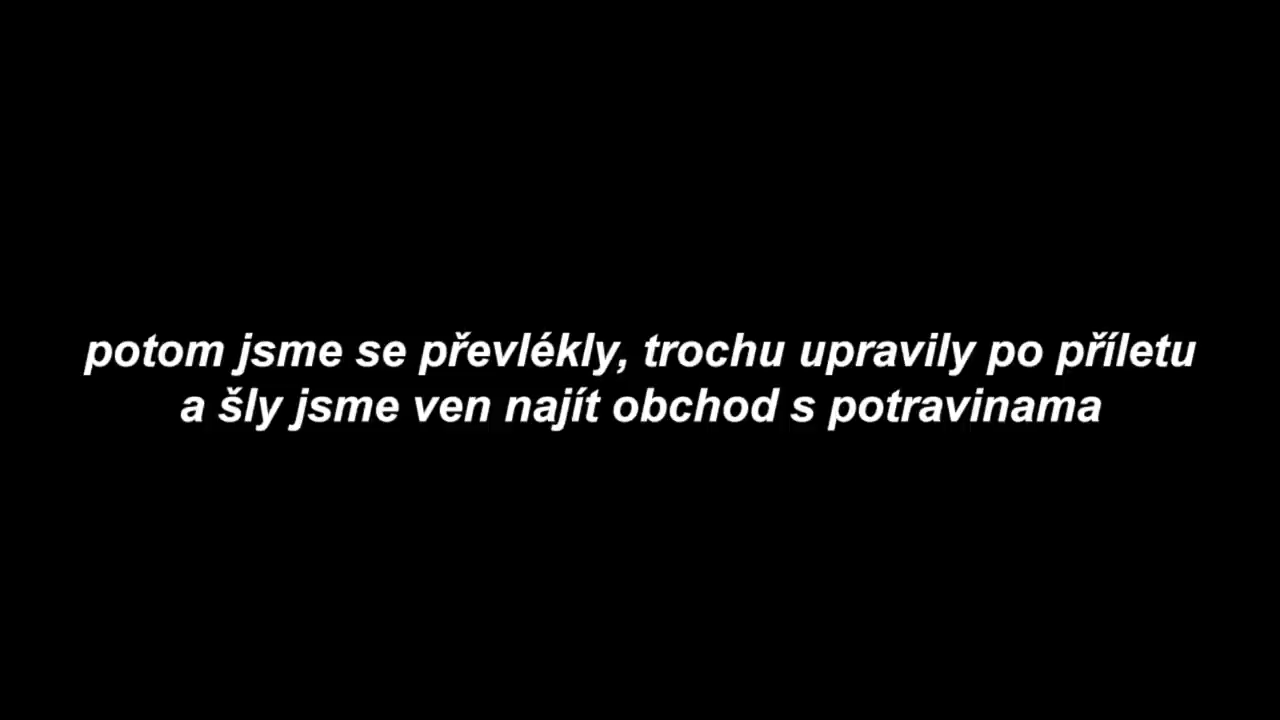 potom jsme se převlékly, trochu upravily po příletu
a šly jsme ven najít obchod s potravinama